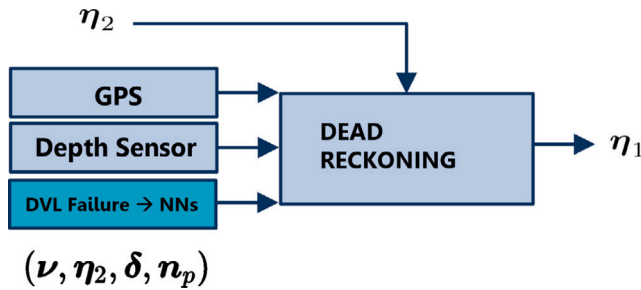 η₂
GPS
Depth Sensor
DVL Failure → NNs
DEAD
RECKONING
η₁
(ν, η₂, δ, nₚ)